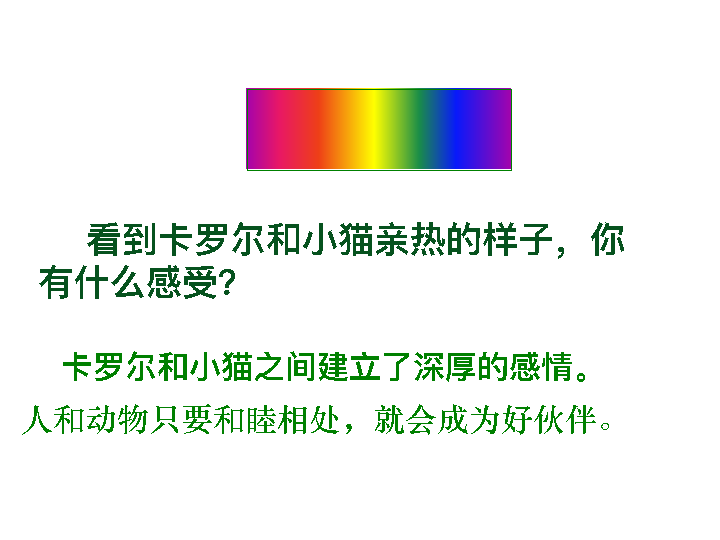 看到卡罗尔和小猫亲热的样子，你
有什么感受？
卡罗尔和小猫之间建立了深厚的感情。
人和动物只要和睦相处，就会成为好伙伴。